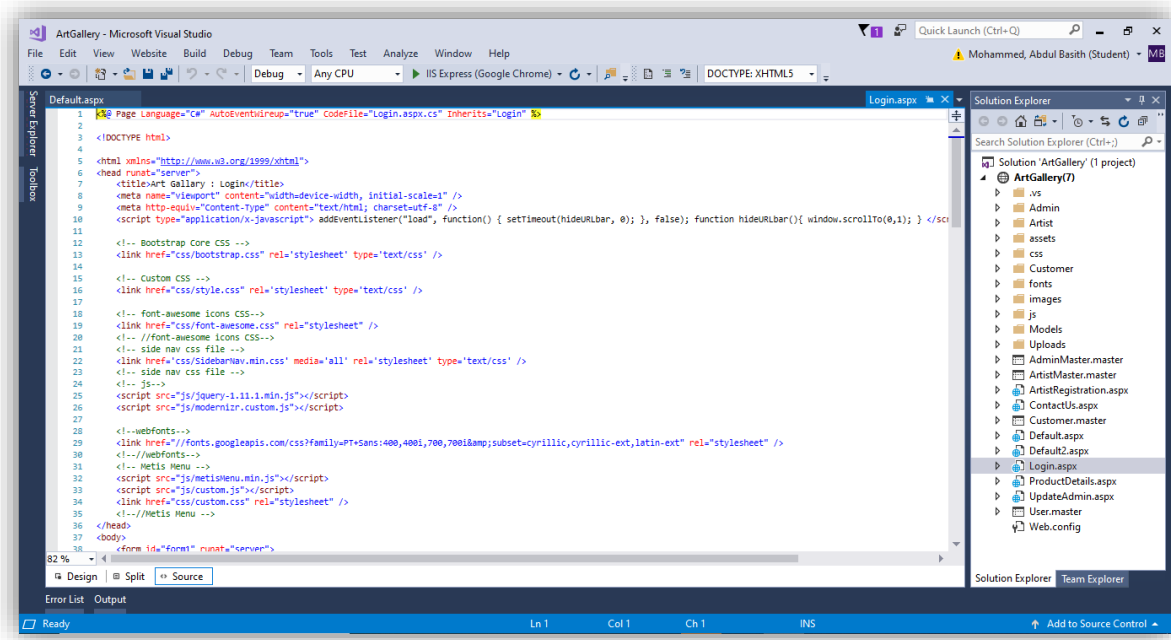 ArtGallery - Microsoft Visual Studio
1
Quick Launch (Ctrl+Q)
File Edit View Website Build Debug Team Tools Test Analyze Window Help
Mohammed, Abdul Basith (Student) MB
Debug Any CPU IIS Express (Google Chrome) DOCTYPE: XHTML5
Server Explorer
Toolbox
Default.aspx
Login.aspx
1 <%@ Page Language="C#" AutoEventWireup="true" CodeFile="Login.aspx.cs" Inherits="Login" %>
2
3 <!DOCTYPE html>
4
5 <html xmlns="http://www.w3.org/1999/xhtml">
6 <head runat="server">
7 <title>Art Gallary : Login</title>
8 <meta name="viewport" content="width=device-width, initial-scale=1" />
9 <meta http-equiv="Content-Type" content="text/html; charset=utf-8" />
10 <script type="application/x-javascript"> addEventListener("load", function() { setTimeout(hideURLbar, 0); }, false); function hideURLbar(){ window.scrollTo(0,1); } </scr
11
12 <!-- Bootstrap Core CSS -->
13 <link href="css/bootstrap.css" rel='stylesheet' type='text/css' />
14
15 <!-- Custom CSS -->
16 <link href="css/style.css" rel='stylesheet' type='text/css' />
17
18 <!-- font-awesome icons CSS-->
19 <link href="css/font-awesome.css" rel="stylesheet" />
20 <!-- //font-awesome icons CSS-->
21 <!-- side nav css file -->
22 <link href='css/SidebarNav.min.css' media='all' rel='stylesheet' type='text/css' />
23 <!-- side nav css file -->
24 <!-- js-->
25 <script src="js/jquery-1.11.1.min.js"></script>
26 <script src="js/modernizr.custom.js"></script>
27
28 <!--webfonts-->
29 <link href="//fonts.googleapis.com/css?family=PT+Sans:400,400i,700,700i&amp;subset=cyrillic,cyrillic-ext,latin-ext" rel="stylesheet" />
30 <!--//webfonts-->
31 <!-- Metis Menu -->
32 <script src="js/metisMenu.min.js"></script>
33 <script src="js/custom.js"></script>
34 <link href="css/custom.css" rel="stylesheet" />
35 <!--//Metis Menu -->
36 </head>
37 <body>
38 <form id="form1" runat="server">
82 %
Design Split Source
Solution Explorer
Search Solution Explorer (Ctrl+;)
Solution 'ArtGallery' (1 project)
ArtGallery(7)
.vs
Admin
Artist
assets
css
Customer
fonts
images
js
Models
Uploads
AdminMaster.master
ArtistMaster.master
ArtistRegistration.aspx
ContactUs.aspx
Customer.master
Default.aspx
Default2.aspx
Login.aspx
ProductDetails.aspx
UpdateAdmin.aspx
User.master
Web.config
Solution Explorer Team Explorer
Error List Output
Ready Ln 1 Col 1 Ch 1 INS Add to Source Control